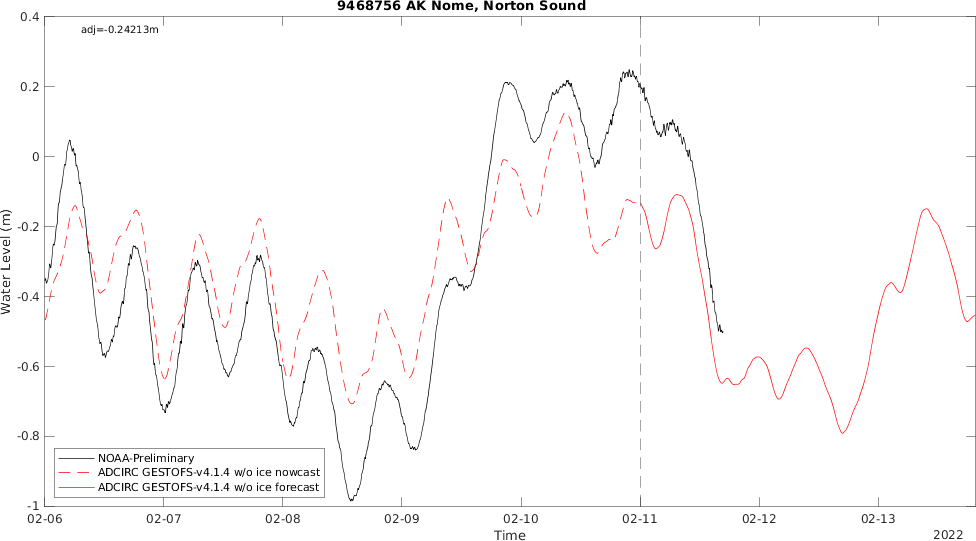 9468756 AK Nome, Norton Sound
adj=-0.24213m
0.4
0.2
0
-0.2
-0.4
-0.6
-0.8
-1
Water Level (m)
NOAA-Preliminary
ADCIRC GESTOFS-v4.1.4 w/o ice nowcast
ADCIRC GESTOFS-v4.1.4 w/o ice forecast
02-06 02-07 02-08 02-09 02-10 02-11 02-12 02-13
Time
2022